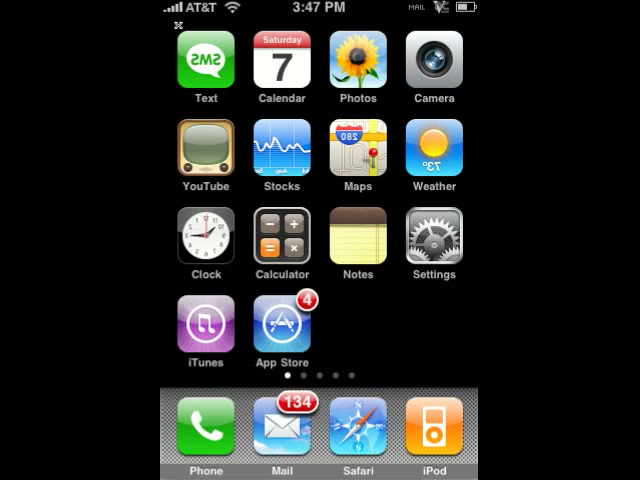 AT&T 3:47 PM MAIL
SMS
Saturday
7
Text Calendar Photos Camera
280
73°
YouTube Stocks Maps Weather
Clock Calculator Notes Settings
4
iTunes App Store
134
Phone Mail Safari iPod